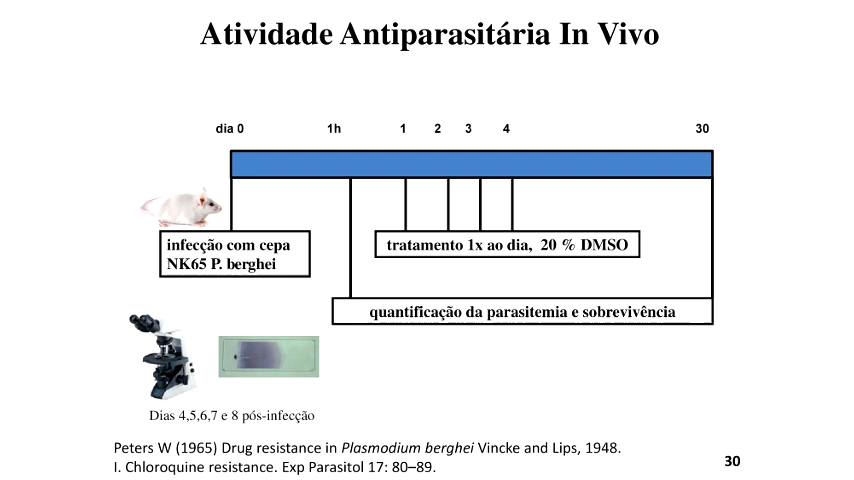 Atividade Antiparasitária In Vivo
dia 0 1h 1 2 3 4 30
infecção com cepa
NK65 P. berghei
tratamento 1x ao dia, 20 % DMSO
quantificação da parasitemia e sobrevivência
Dias 4,5,6,7 e 8 pós-infecção
Peters W (1965) Drug resistance in Plasmodium berghei Vincke and Lips, 1948.
I. Chloroquine resistance. Exp Parasitol 17: 80–89.
30